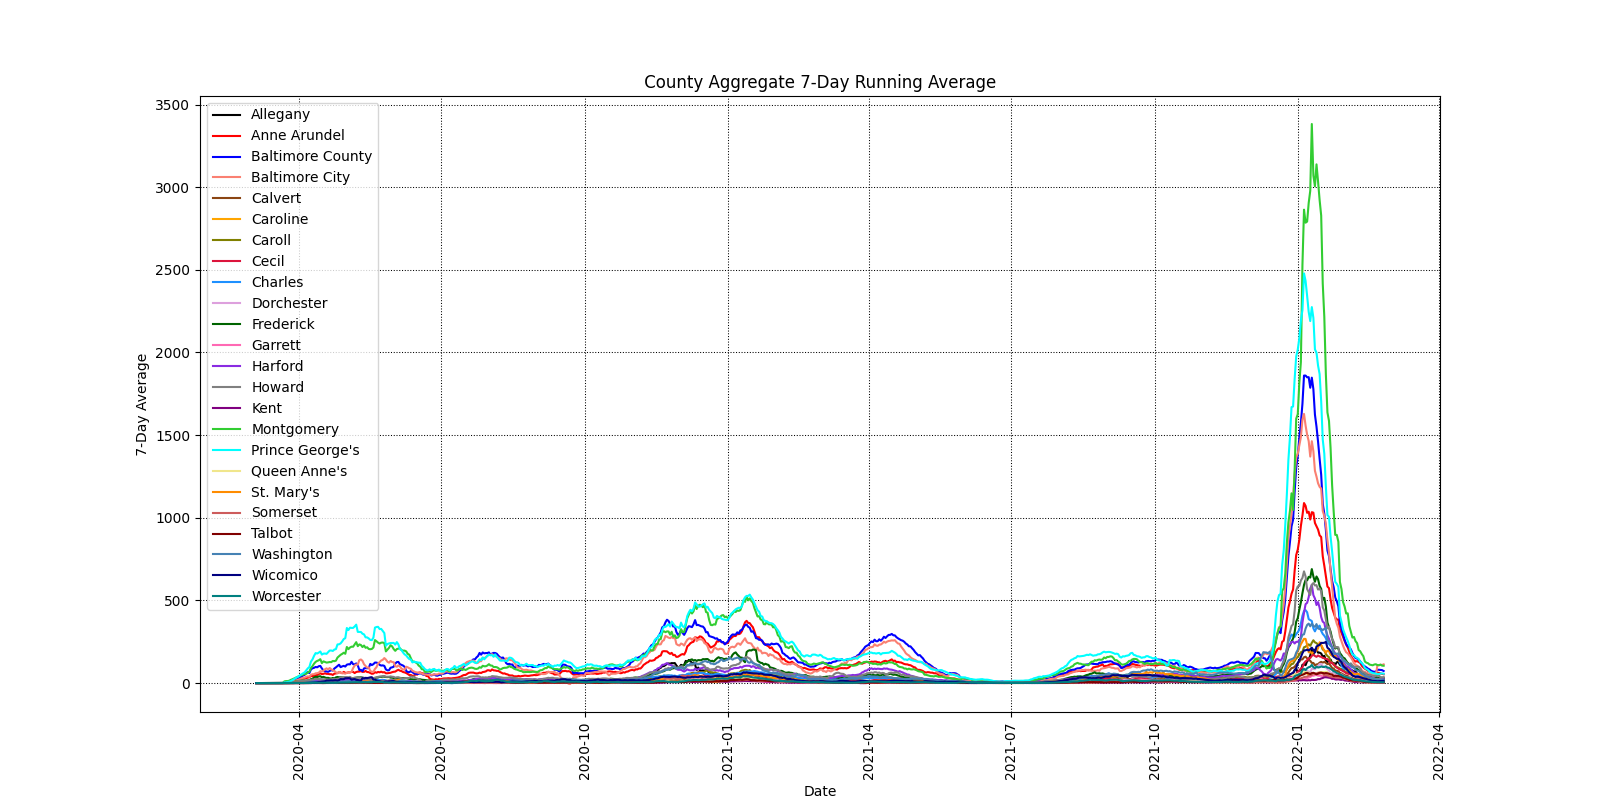 County Aggregate 7-Day Running Average
3500
3000
2500
2000
1500
1000
500
0
7-Day Average
Allegany
Anne Arundel
Baltimore County
Baltimore City
Calvert
Caroline
Caroll
Cecil
Charles
Dorchester
Frederick
Garrett
Harford
Howard
Kent
Montgomery
Prince George's
Queen Anne's
St. Mary's
Somerset
Talbot
Washington
Wicomico
Worcester
2020-04
2020-07
2020-10
2021-01
2021-04
2021-07
2021-10
2022-01
2022-04
Date